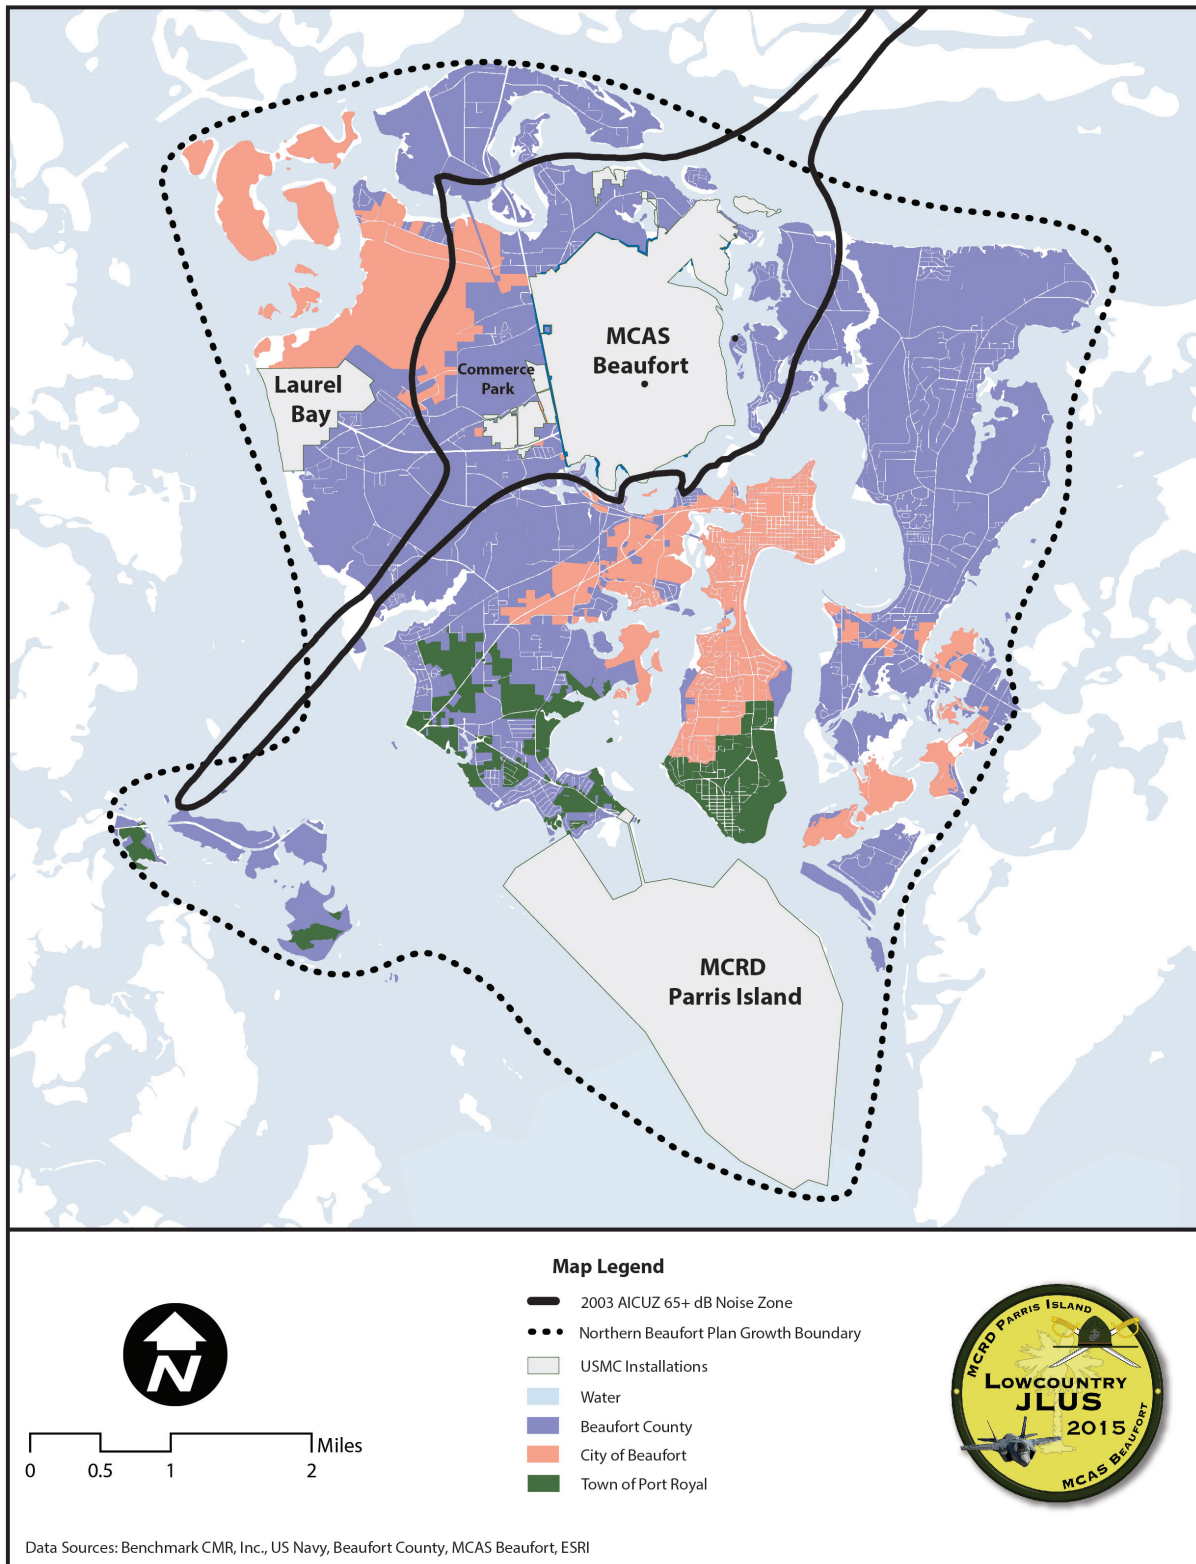 MCAS
Beaufort
Commerce
Park
Laurel
Bay
MCRD
Parris Island
Map Legend
2003 AICUZ 65+ dB Noise Zone
Northern Beaufort Plan Growth Boundary
USMC Installations
Water
Beaufort County
City of Beaufort
Town of Port Royal
N
Miles
0 0.5 1 2
MCRD Parris Island
Lowcountry
JLUS
2015
MCAS Beaufort
Data Sources: Benchmark CMR, Inc., US Navy, Beaufort County, MCAS Beaufort, ESRI